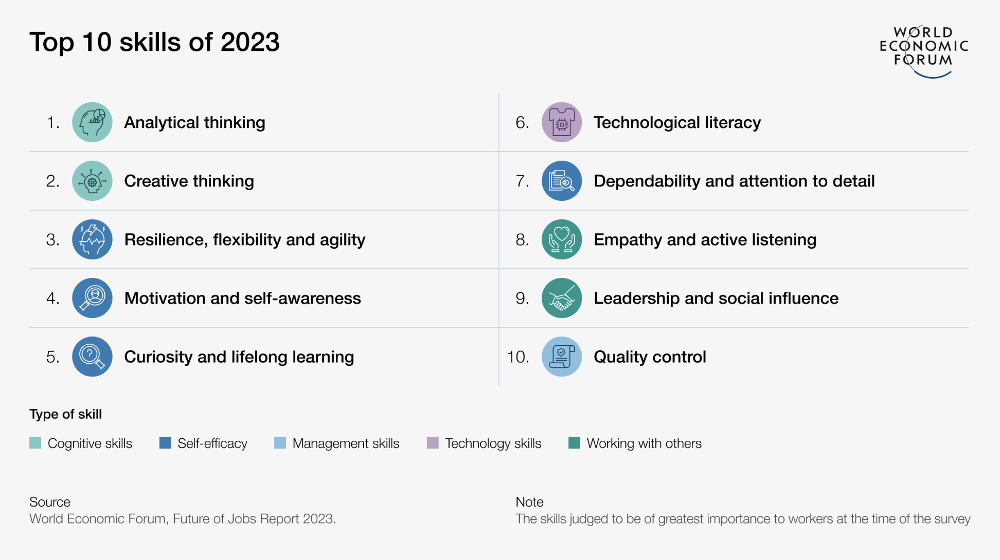 Top 10 skills of 2023
WORLD
ECONOMIC
FORUM
1. Analytical thinking
2. Creative thinking
3. Resilience, flexibility and agility
4. Motivation and self-awareness
5. Curiosity and lifelong learning
6. Technological literacy
7. Dependability and attention to detail
8. Empathy and active listening
9. Leadership and social influence
10. Quality control
Type of skill
Cognitive skills Self-efficacy Management skills Technology skills Working with others
Source
World Economic Forum, Future of Jobs Report 2023.
Note
The skills judged to be of greatest importance to workers at the time of the survey